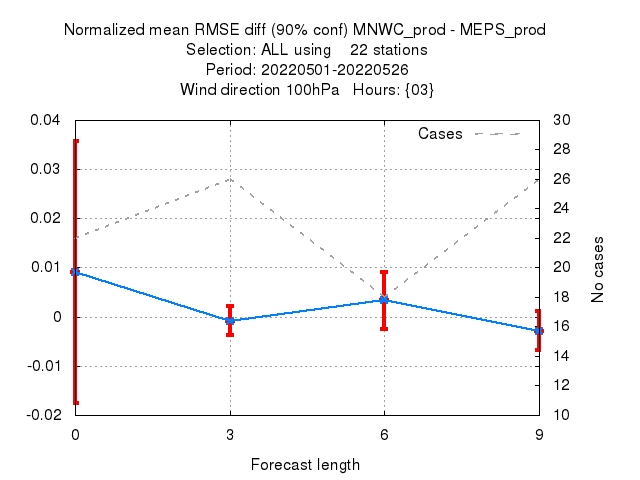 Normalized mean RMSE diff (90% conf) MNWC_prod - MEPS_prod
Selection: ALL using 22 stations
Period: 20220501-20220526
Wind direction 100hPa Hours: {03}
Cases
0.04
0.03
0.02
0.01
0
-0.01
-0.02
30
28
26
24
22
20
18
16
14
12
10
No cases
0 3 6 9
Forecast length